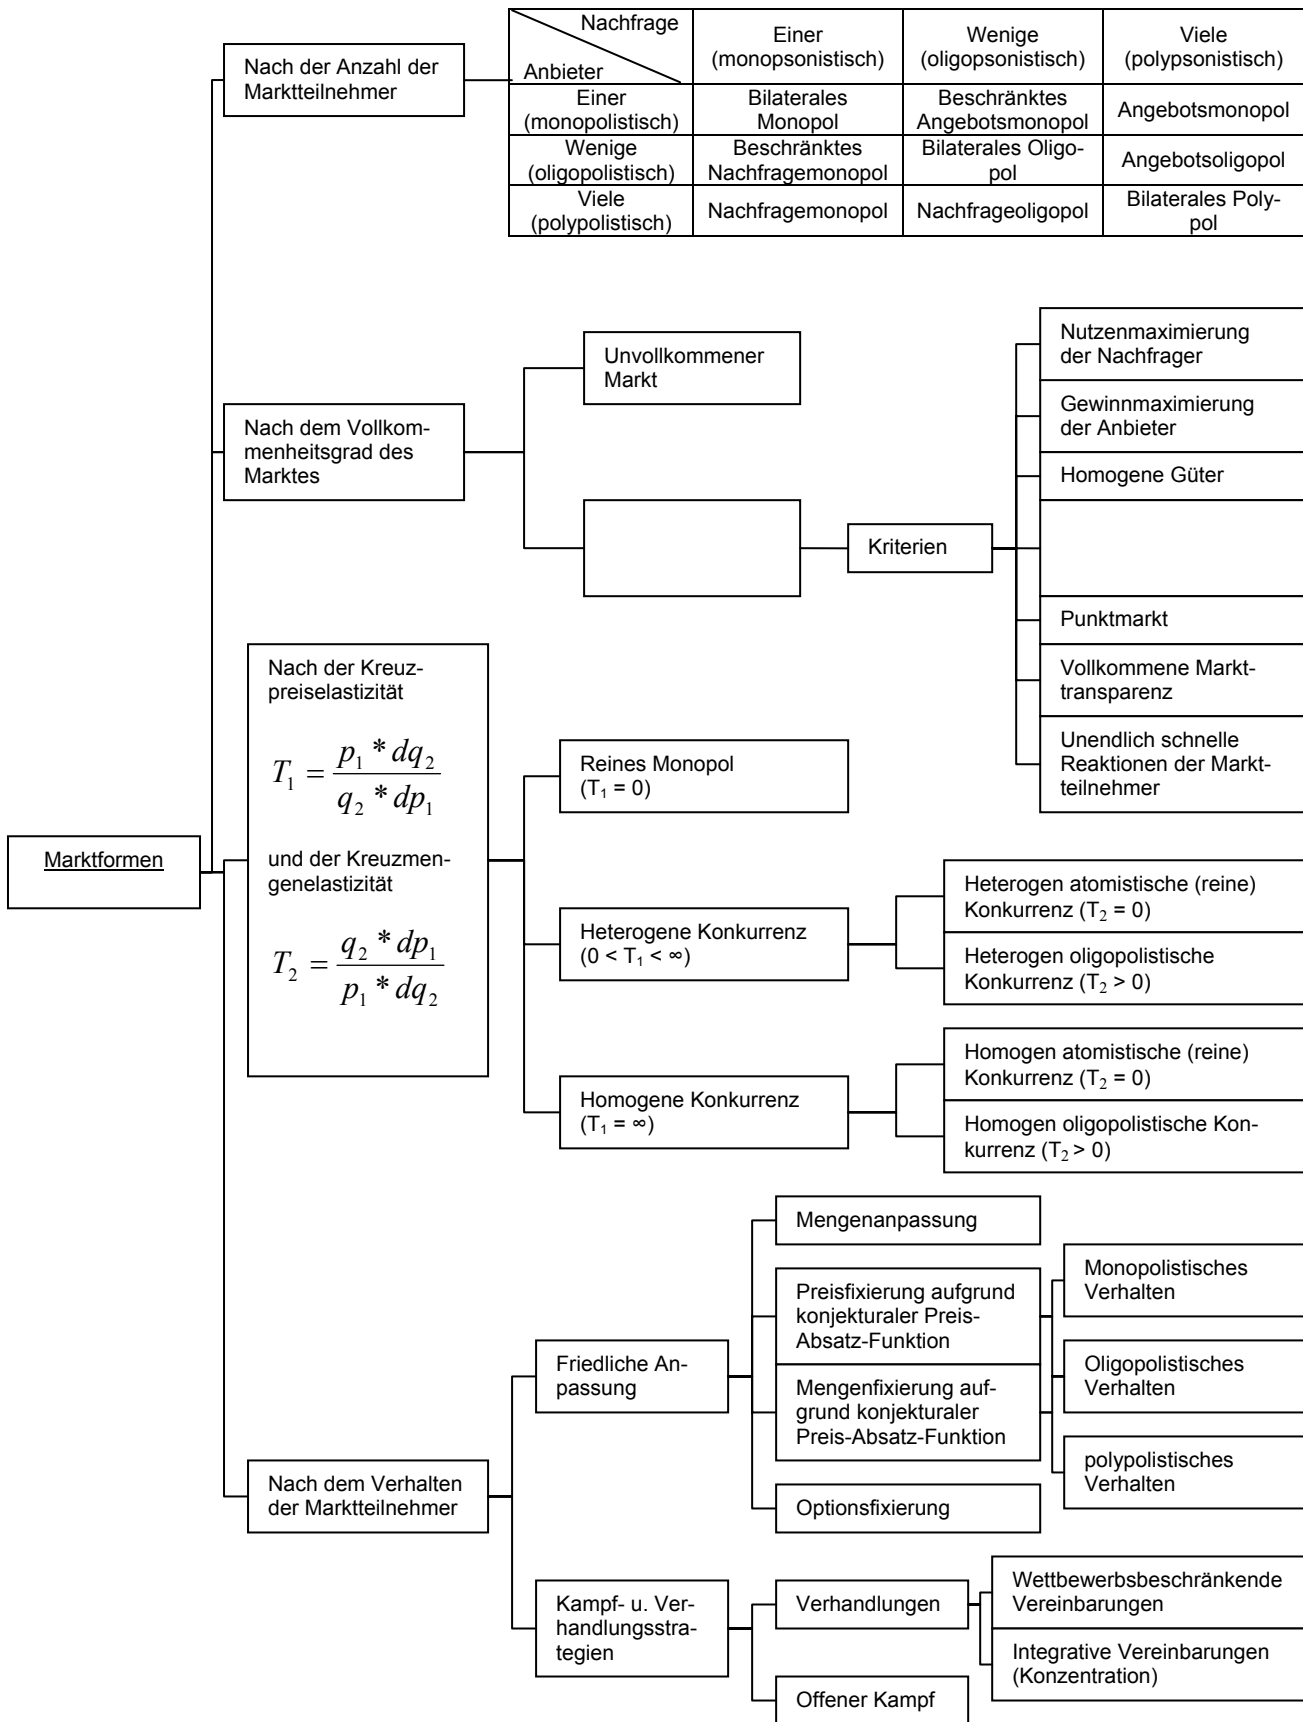 Nachfrage
Anbieter
Einer
(monopsonistisch)
Wenige
(oligopsonistisch)
Viele
(polypsonistisch)
Einer
(monopolistisch)
Bilaterales
Monopol
Beschränktes
Angebotsmonopol
Angebotsmonopol
Wenige
(oligopolistisch)
Beschränktes
Nachfragemonopol
Bilaterales Oligo-
pol
Angebotsoligopol
Viele
(polypolistisch)
Nachfragemonopol
Nachfrageoligopol
Bilaterales Poly-
pol
Nach der Anzahl der
Marktteilnehmer
Nach dem Vollkom-
menheitsgrad des
Marktes
Unvollkommener
Markt
Kriterien
Nutzenmaximierung
der Nachfrager
Gewinnmaximierung
der Anbieter
Homogene Güter
Punktmarkt
Vollkommene Markt-
transparenz
Unendlich schnelle
Reaktionen der Markt-
teilnehmer
Marktformen
Nach der Kreuz-
preiselastizität
T₁ = (p₁ * dq₂) / (q₂ * dp₁)
und der Kreuzmen-
genelastizität
T₂ = (q₂ * dp₁) / (p₁ * dq₂)
Reines Monopol
(T₁ = 0)
Heterogene Konkurrenz
(0 < T₁ < ∞)
Heterogen atomistische (reine)
Konkurrenz (T₂ = 0)
Heterogen oligopolistische
Konkurrenz (T₂ > 0)
Homogene Konkurrenz
(T₁ = ∞)
Homogen atomistische (reine)
Konkurrenz (T₂ = 0)
Homogen oligopolistische Kon-
kurrenz (T₂ > 0)
Nach dem Verhalten
der Marktteilnehmer
Friedliche An-
passung
Mengenanpassung
Preisfixierung aufgrund
konjekturaler Preis-
Absatz-Funktion
Mengenfixierung auf-
grund konjekturaler
Preis-Absatz-Funktion
Optionsfixierung
Monopolistisches
Verhalten
Oligopolistisches
Verhalten
polypolistisches
Verhalten
Kampf- u. Ver-
handlungsstra-
tegien
Verhandlungen
Wettbewerbsbeschränkende
Vereinbarungen
Integrative Vereinbarungen
(Konzentration)
Offener Kampf